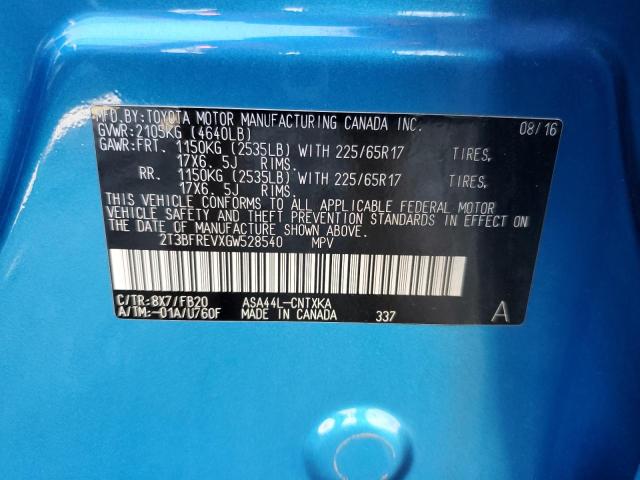 MFD.BY:TOYOTA MOTOR MANUFACTURING CANADA INC. 08/16
GVWR:2105KG (4640LB)
GAWR:FRT. 1150KG (2535LB) WITH 225/65R17 TIRES,
17X6.5J RIMS.
RR. 1150KG (2535LB) WITH 225/65R17 TIRES,
17X6.5J RIMS.
THIS VEHICLE CONFORMS TO ALL APPLICABLE FEDERAL MOTOR
VEHICLE SAFETY AND THEFT PREVENTION STANDARDS IN EFFECT ON
THE DATE OF MANUFACTURE SHOWN ABOVE.
2T3BFREVXGW528540 MPV
C/TR:8X7/FB20 ASA44L-CNTXKA
A/TM:-01A/U760F MADE IN CANADA 337 A